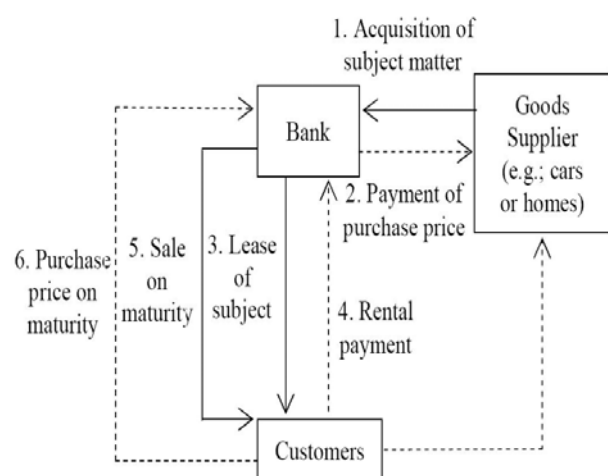 1. Acquisition of
subject matter
Goods
Supplier
(e.g.; cars
or homes)
Bank
2. Payment of
purchase price
6. Purchase
price on
maturity
5. Sale
on
maturity
3. Lease
of
subject
4. Rental
payment
Customers